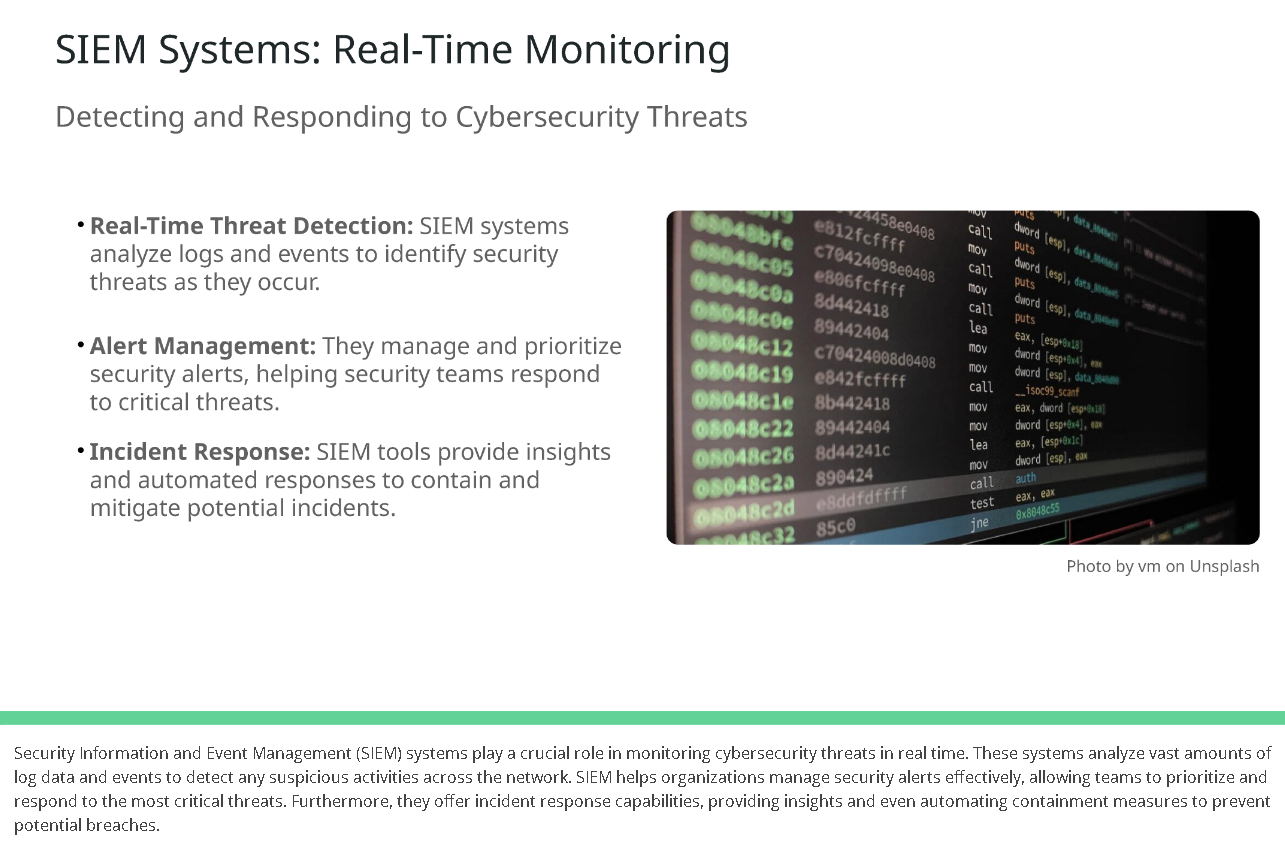 SIEM Systems: Real-Time Monitoring
Detecting and Responding to Cybersecurity Threats
• Real-Time Threat Detection: SIEM systems
analyze logs and events to identify security
threats as they occur.
• Alert Management: They manage and prioritize
security alerts, helping security teams respond
to critical threats.
• Incident Response: SIEM tools provide insights
and automated responses to contain and
mitigate potential incidents.
08048bfe e812fcffff call dword [esp],
08048c05 c70424098e0408 mov puts
08048c0a e806fcffff call dword [esp],
08048c0e 8d442418 mov puts
08048c12 89442404 call dword [esp],
08048c19 c70424008d0408 lea puts
08048c1e e842fcffff mov eax, [esp+0x18]
08048c22 8b442418 mov dword [esp+0x4], eax
08048c26 89442404 call dword [esp],
08048c2a 8d44241c mov __isoc99_scanf
08048c2d 890424 mov eax, dword [esp+0x18]
08048c32 e8ddfdffff lea dword [esp+0x4], eax
85c0 mov eax, [esp+0x1c]
call dword [esp], eax
test auth
jne eax, eax
0x8048c55
Photo by vm on Unsplash
Security Information and Event Management (SIEM) systems play a crucial role in monitoring cybersecurity threats in real time. These systems analyze vast amounts of
log data and events to detect any suspicious activities across the network. SIEM helps organizations manage security alerts effectively, allowing teams to prioritize and
respond to the most critical threats. Furthermore, they offer incident response capabilities, providing insights and even automating containment measures to prevent
potential breaches.